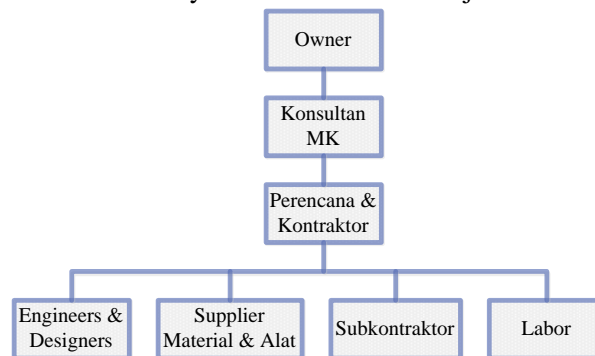 Owner
Konsultan
MK
Perencana &
Kontraktor
Engineers &
Designers
Supplier
Material & Alat
Subkontraktor
Labor